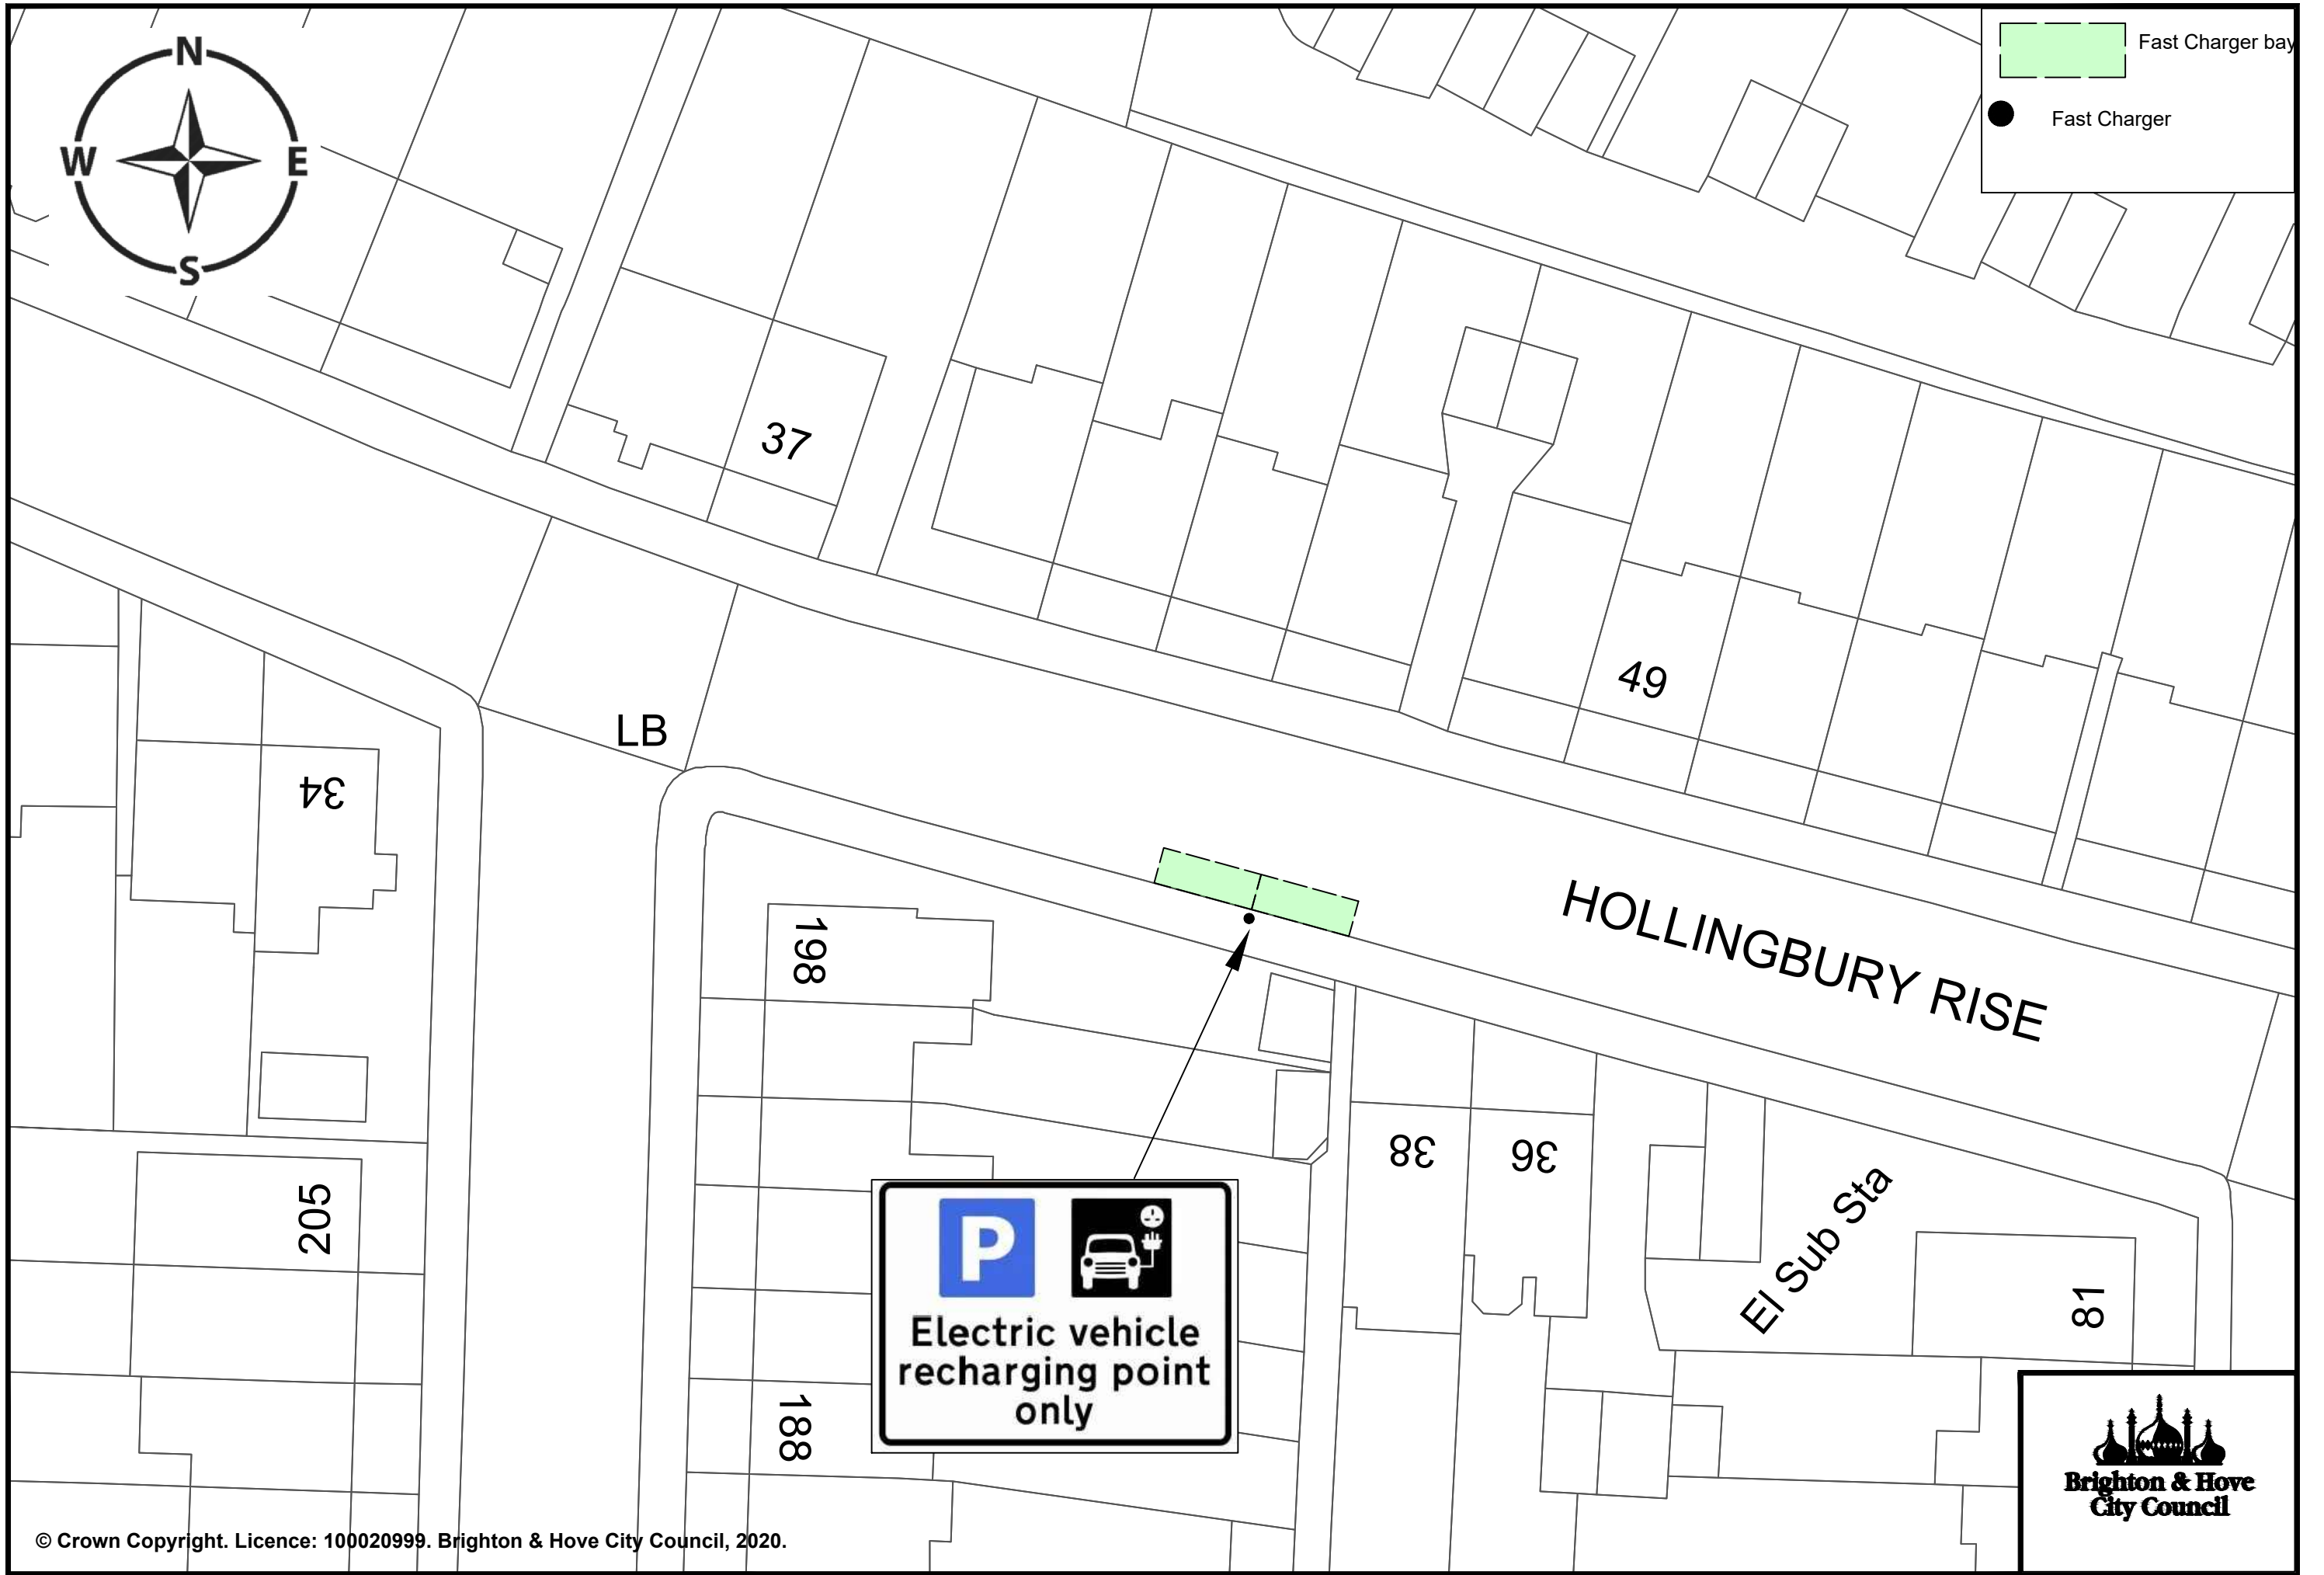 N
W
E
S
Fast Charger bay
Fast Charger
37
49
LB
34
198
HOLLINGBURY RISE
38
36
205
El Sub Sta
81
P
Electric vehicle
recharging point
only
188
Brighton & Hove
City Council
© Crown Copyright. Licence: 100020999. Brighton & Hove City Council, 2020.